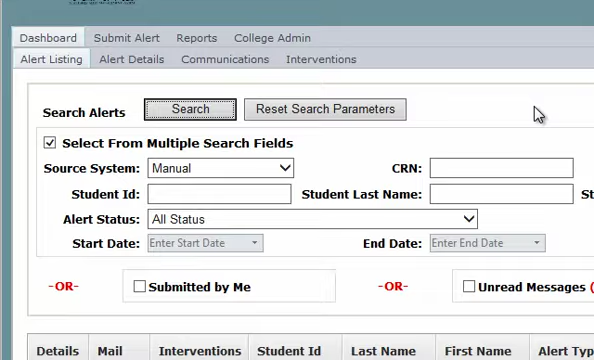 Dashboard Submit Alert Reports College Admin
Alert Listing Alert Details Communications Interventions
Search Alerts Search Reset Search Parameters
Select From Multiple Search Fields
Source System: Manual CRN:
Student Id: Student Last Name: St
Alert Status: All Status
Start Date: Enter Start Date End Date: Enter End Date
-OR- Submitted by Me -OR- Unread Messages (
Details Mail Interventions Student Id Last Name First Name Alert Typ